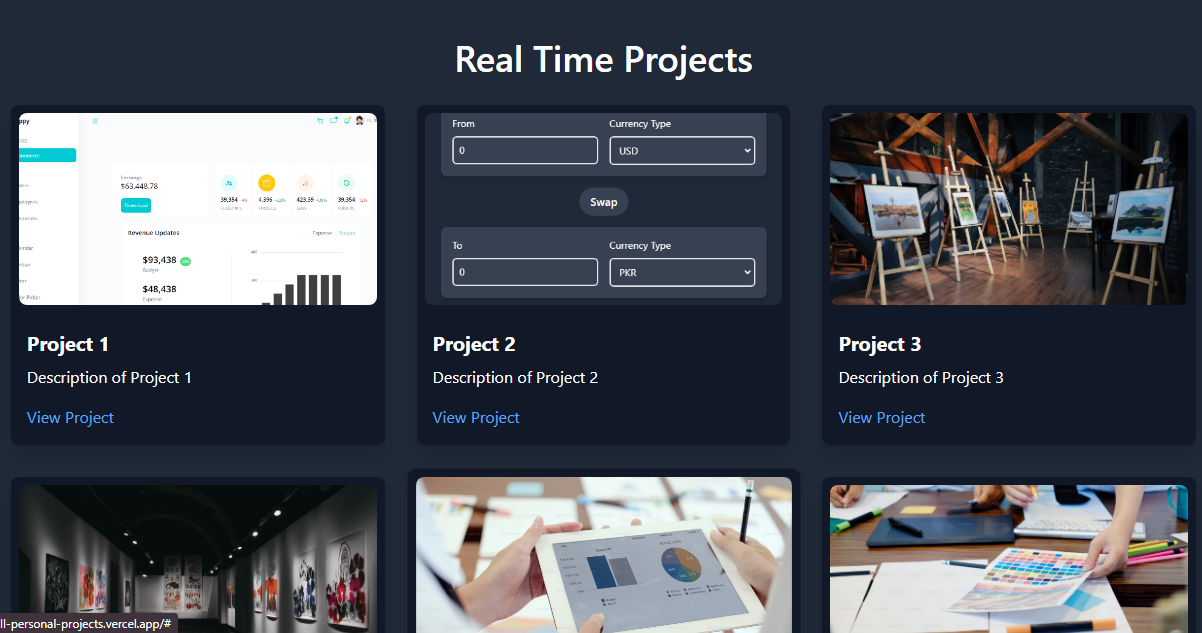 Real Time Projects
Earnings
$63,448.78
Download
39,354
4,396
423,39
39,354
Revenue Updates
Expense
Budget
$93,438
Budget
$48,438
Expense
From
Currency Type
0
USD
Swap
To
Currency Type
0
PKR
Project 1
Description of Project 1
View Project
Project 2
Description of Project 2
View Project
Project 3
Description of Project 3
View Project
ll-personal-projects.vercel.app/#